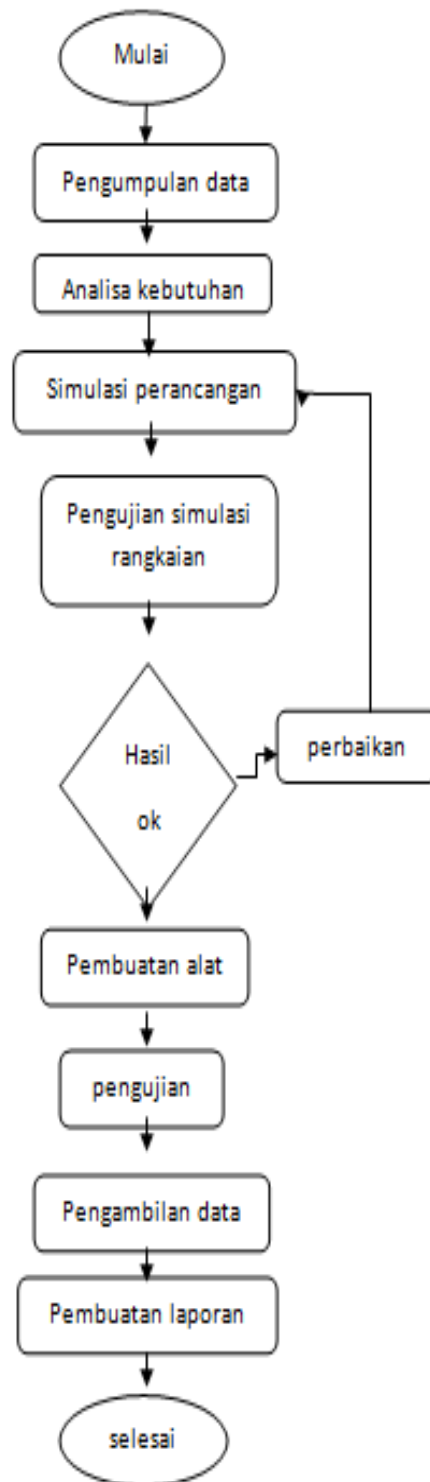 Mulai
Pengumpulan data
Analisa kebutuhan
Simulasi perancangan
Pengujian simulasi
rangkaian
Hasil
ok
perbaikan
Pembuatan alat
pengujian
Pengambilan data
Pembuatan laporan
selesai